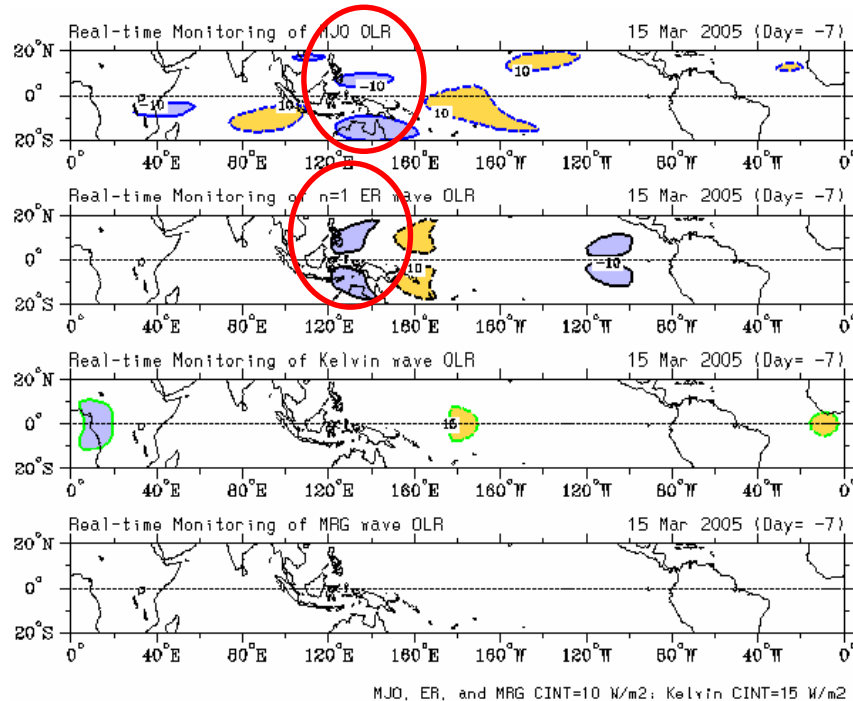 Real-time Monitoring of MJO OLR 15 Mar 2005 (Day= -7)
20°N
0°
20°S
-10
10
-10
10
10
0° 40°E 80°E 120°E 160°E 160°W 120°W 80°W 40°W 0°
Real-time Monitoring of n=1 ER wave OLR 15 Mar 2005 (Day= -7)
20°N
0°
20°S
10
-10
0° 40°E 80°E 120°E 160°E 160°W 120°W 80°W 40°W 0°
Real-time Monitoring of Kelvin wave OLR 15 Mar 2005 (Day= -7)
20°N
0°
20°S
15
0° 40°E 80°E 120°E 160°E 160°W 120°W 80°W 40°W 0°
Real-time Monitoring of MRG wave OLR 15 Mar 2005 (Day= -7)
20°N
0°
20°S
0° 40°E 80°E 120°E 160°E 160°W 120°W 80°W 40°W 0°
MJO, ER, and MRG CINT=10 W/m2; Kelvin CINT=15 W/m2